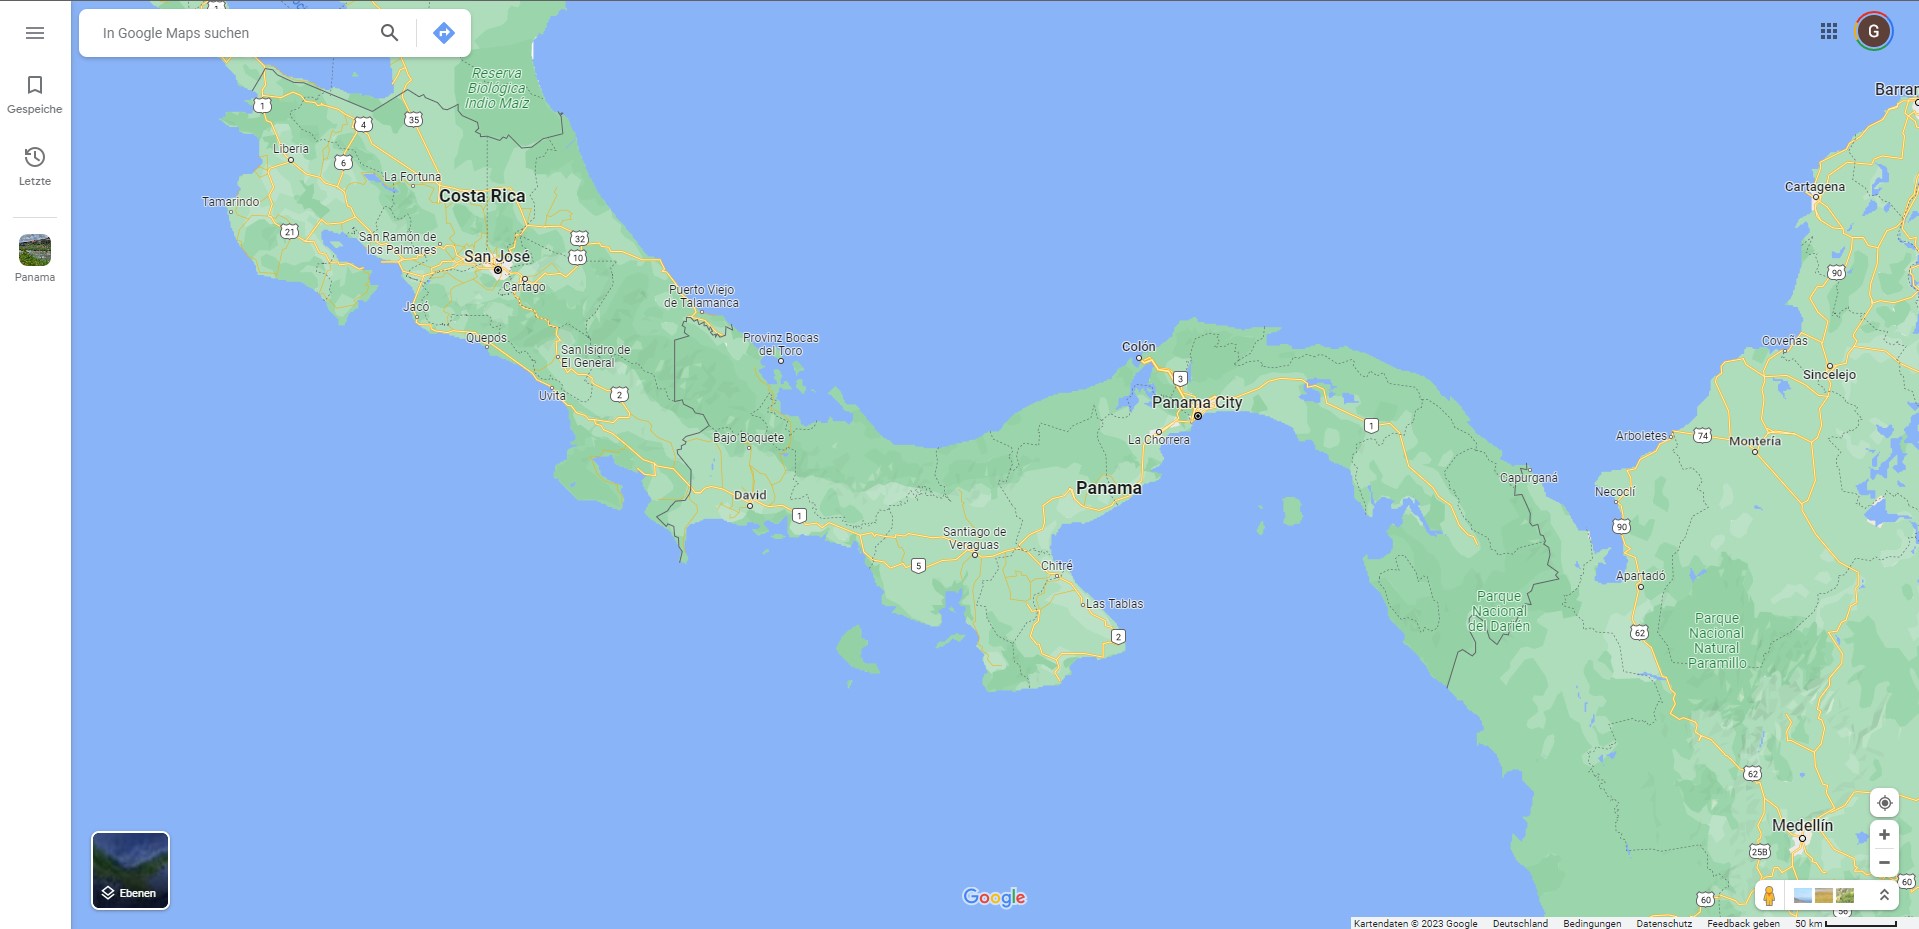 In Google Maps suchen
Gespeiche
Letzte
Panama
1
G
Reserva
Biológica
Indio Maíz
1
4
35
Liberia
6
La Fortuna
Costa Rica
Tamarindo
21
San Ramón de
los Palmares
32
10
San José
Cartago
Jacó
Puerto Viejo
de Talamanca
Quepos
San Isidro de
El General
Provinz Bocas
del Toro
Uvita
2
Bajo Boquete
David
1
Colón
3
Panama City
La Chorrera
1
Panama
Santiago de
Veraguas
5
Chitré
Las Tablas
2
Capurganá
Parque
Nacional
del Darién
Barrar
Cartagena
90
Coveñas
Sincelejo
Arboletes
74
Montería
Necoclí
90
Apartadó
62
Parque
Nacional
Natural
Paramillo
62
Medellín
25B
60
60
56
Ebenen
Google
Kartendaten © 2023 Google
Deutschland
Bedingungen
Datenschutz
Feedback geben
50 km